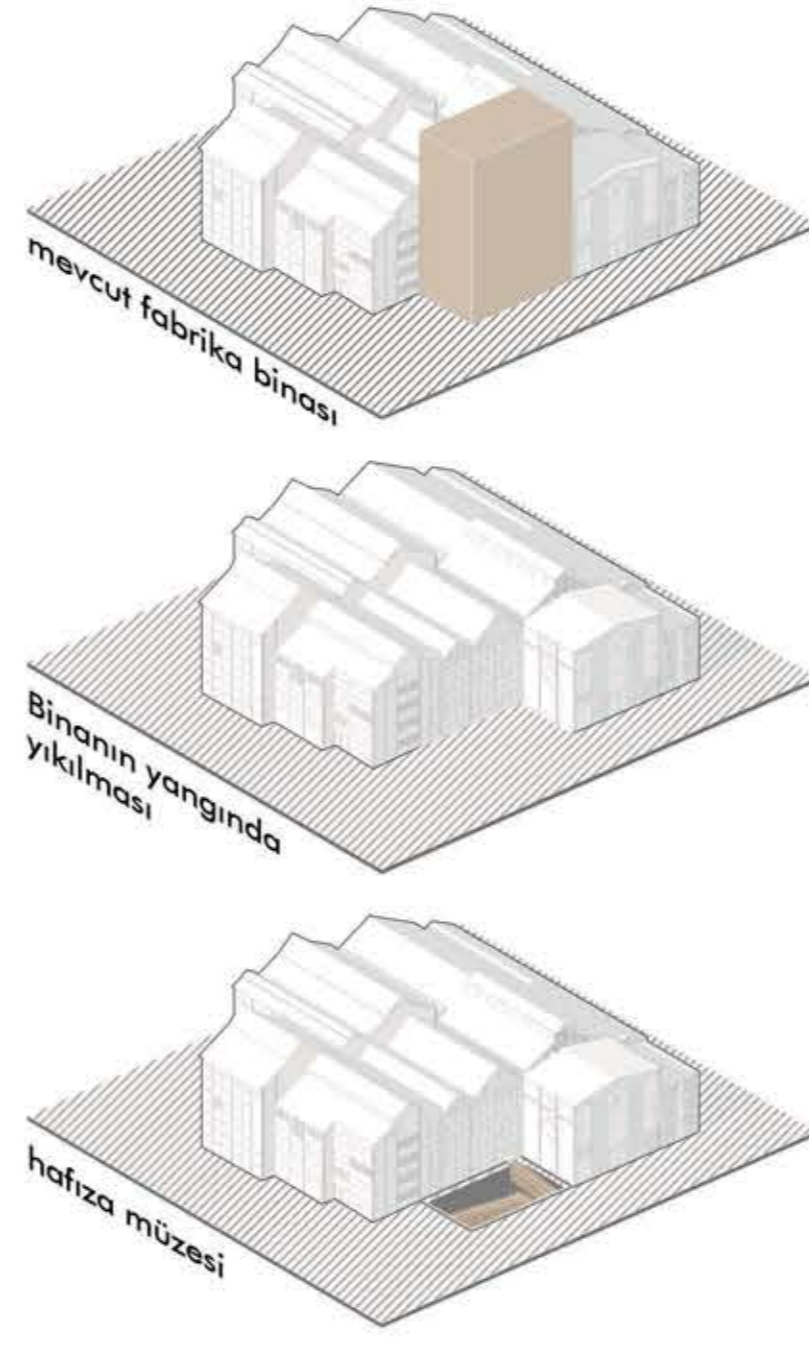 mevcut fabrika binası
Binanın yangında
yıkılması
hafıza müzesi